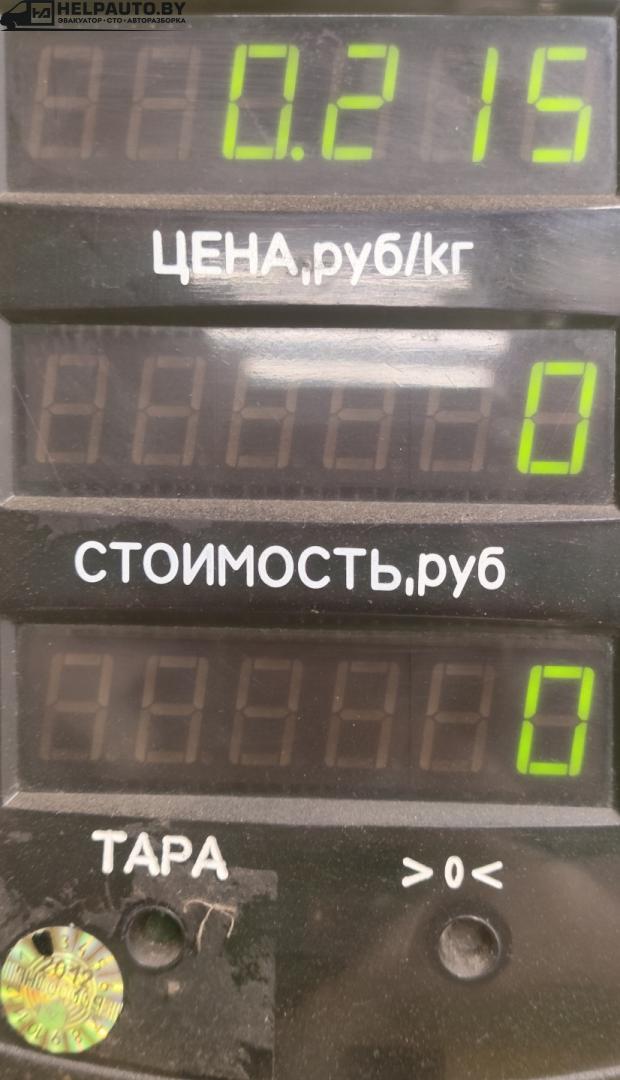 HELPAUTO.BY
ЭВАКУАТОР•СТО•АВТОРАЗБОРКА
0.215
ЦЕНА,руб/кг
0
СТОИМОСТЬ,руб
0
ТАРА >0<